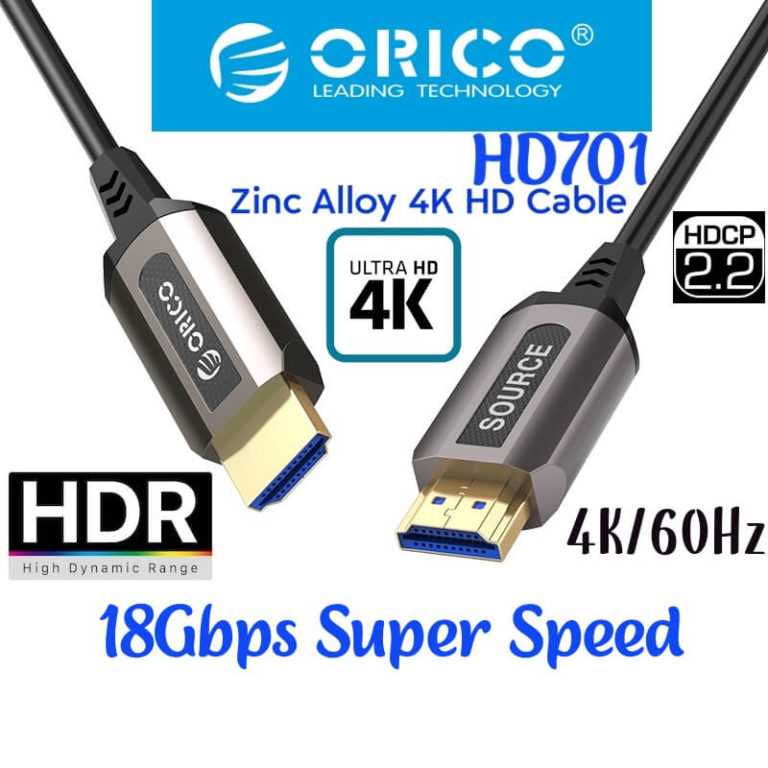 ORICO®
LEADING TECHNOLOGY
HD701
Zinc Alloy 4K HD Cable
HDCP
2.2
ULTRA HD
4K
ORICO
SOURCE
HDR
High Dynamic Range
4K/60Hz
18Gbps Super Speed